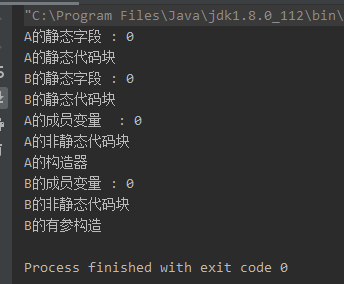 "C:\Program Files\Java\jdk1.8.0_112\bin\
A的静态字段 : 0
A的静态代码块
B的静态字段 : 0
B的静态代码块
A的成员变量  : 0
A的非静态代码块
A的构造器
B的成员变量 : 0
B的非静态代码块
B的有参构造
Process finished with exit code 0